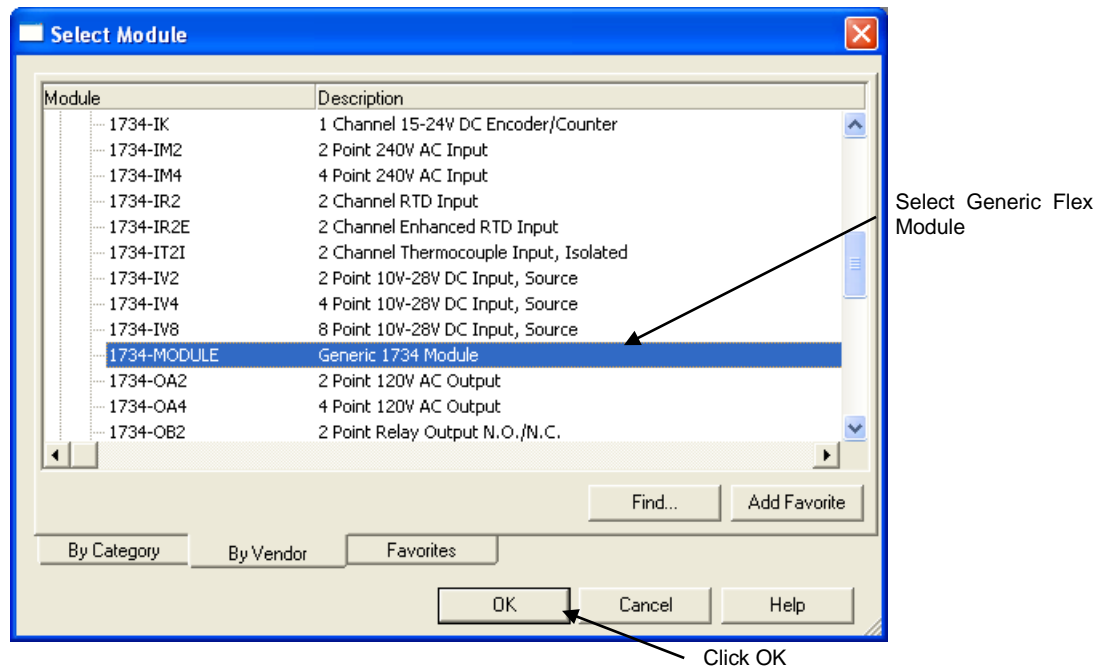 Select Module
Module Description
1734-IK 1 Channel 15-24V DC Encoder/Counter
1734-IM2 2 Point 240V AC Input
1734-IM4 4 Point 240V AC Input
1734-IR2 2 Channel RTD Input
1734-IR2E 2 Channel Enhanced RTD Input
1734-IT2I 2 Channel Thermocouple Input, Isolated
1734-IV2 2 Point 10V-28V DC Input, Source
1734-IV4 4 Point 10V-28V DC Input, Source
1734-IV8 8 Point 10V-28V DC Input, Source
1734-MODULE Generic 1734 Module
1734-OA2 2 Point 120V AC Output
1734-OA4 4 Point 120V AC Output
1734-OB2 2 Point Relay Output N.O./N.C.
Select Generic Flex
Module
Find... Add Favorite
By Category By Vendor Favorites
OK Cancel Help
Click OK